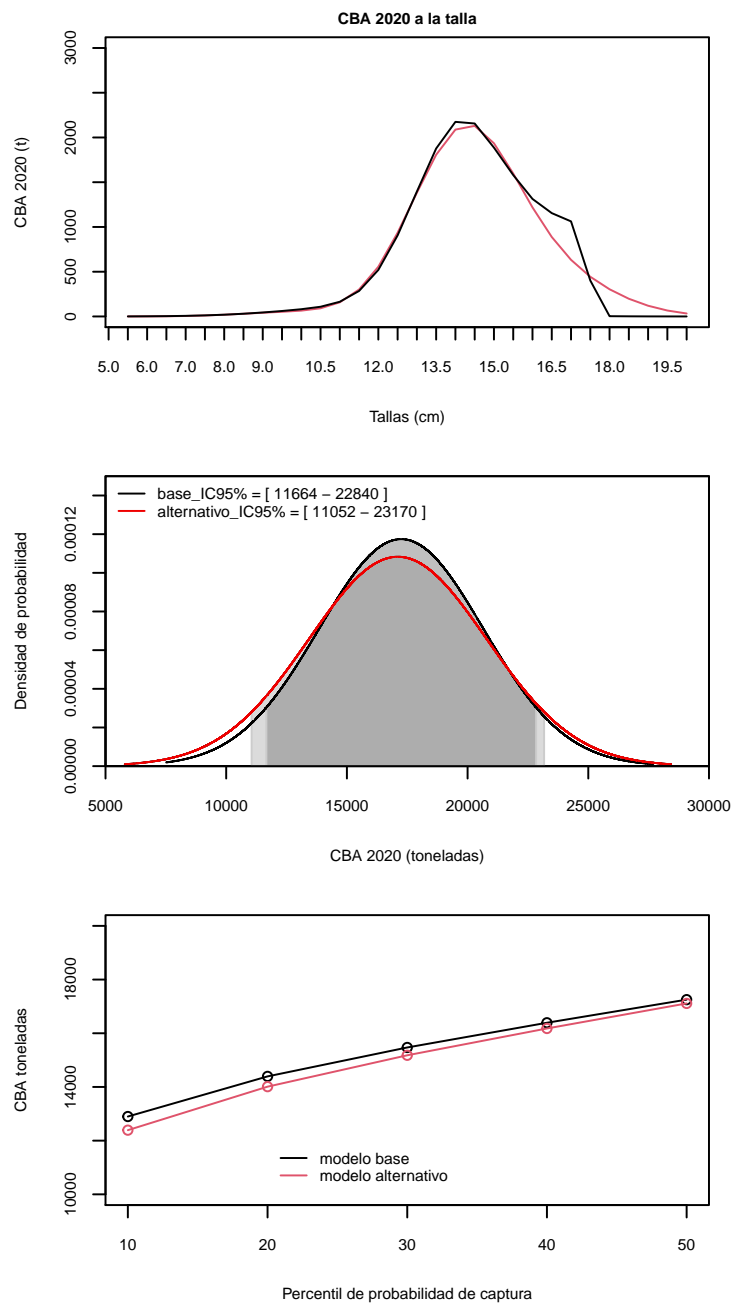 CBA 2020 a la talla
3000
2000
1000
500
0
CBA 2020 (t)
5.0 6.0 7.0 8.0 9.0 10.5 12.0 13.5 15.0 16.5 18.0 19.5
Tallas (cm)
base_IC95% = [ 11664 − 22840 ]
alternativo_IC95% = [ 11052 − 23170 ]
0.00012
0.00008
0.00004
0.00000
Densidad de probabilidad
5000 10000 15000 20000 25000 30000
CBA 2020 (toneladas)
18000
14000
10000
CBA toneladas
modelo base
modelo alternativo
10 20 30 40 50
Percentil de probabilidad de captura